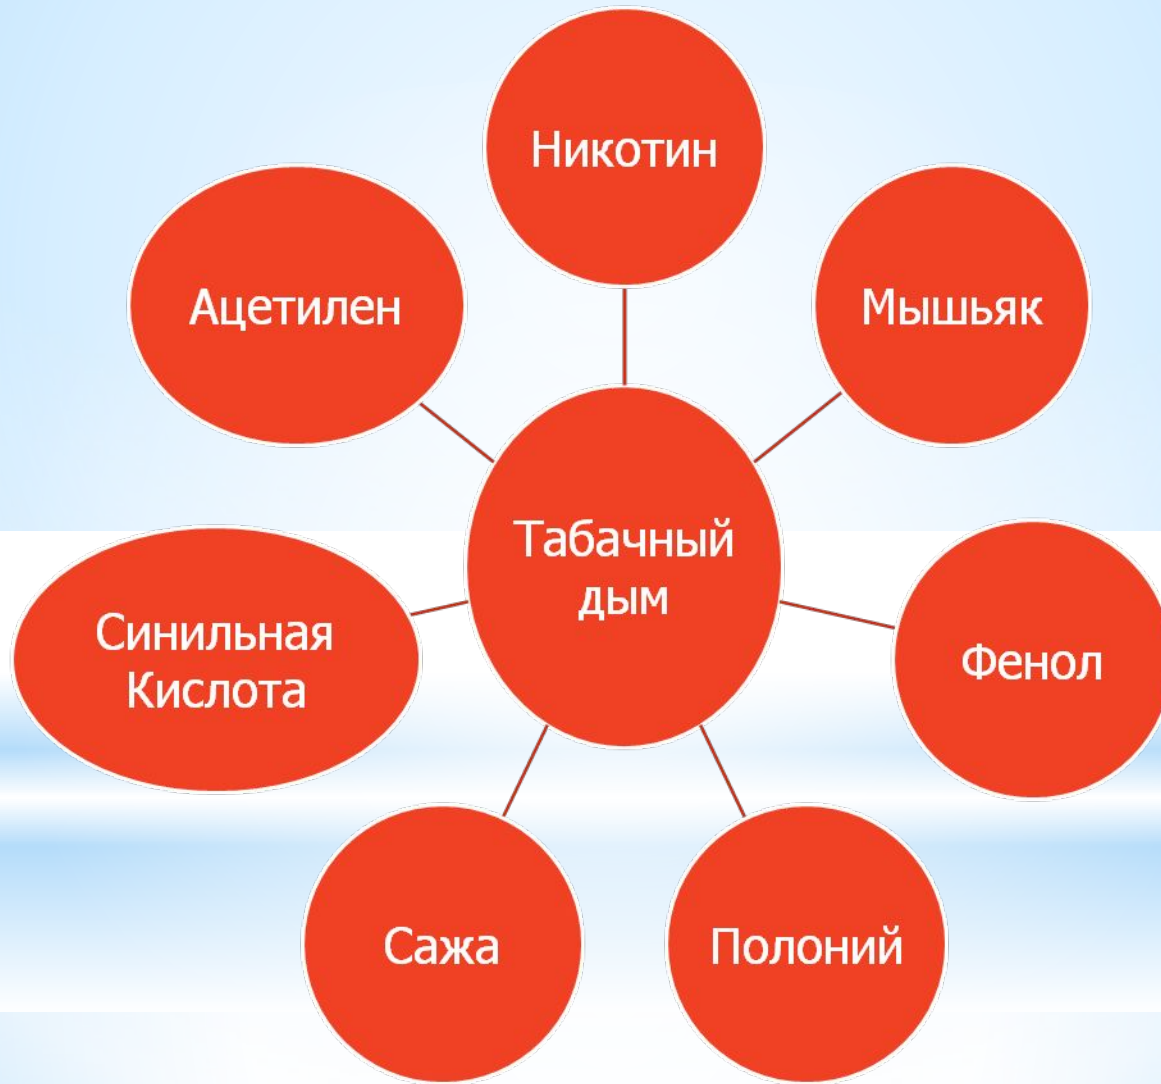 Никотин
Ацетилен
Мышьяк
Табачный
дым
Синильная
Кислота
Фенол
Сажа
Полоний